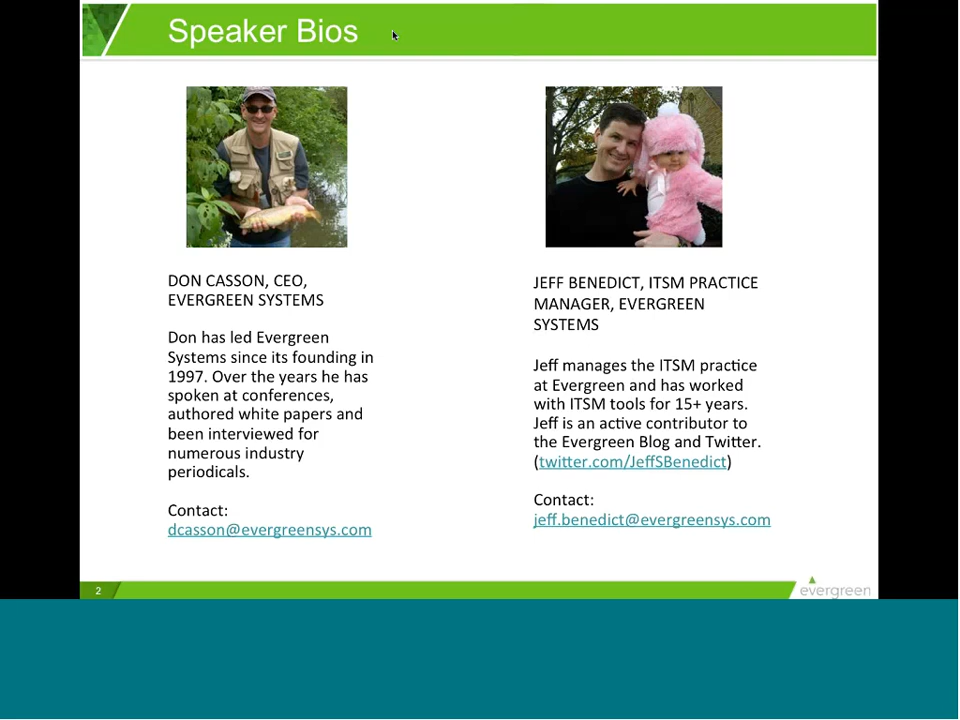 Speaker Bios
DON CASSON, CEO,
EVERGREEN SYSTEMS
Don has led Evergreen
Systems since its founding in
1997. Over the years he has
spoken at conferences,
authored white papers and
been interviewed for
numerous industry
periodicals.
Contact:
dcasson@evergreensys.com
JEFF BENEDICT, ITSM PRACTICE
MANAGER, EVERGREEN
SYSTEMS
Jeff manages the ITSM practice
at Evergreen and has worked
with ITSM tools for 15+ years.
Jeff is an active contributor to
the Evergreen Blog and Twitter.
(twitter.com/JeffSBenedict)
Contact:
jeff.benedict@evergreensys.com
2
evergreen